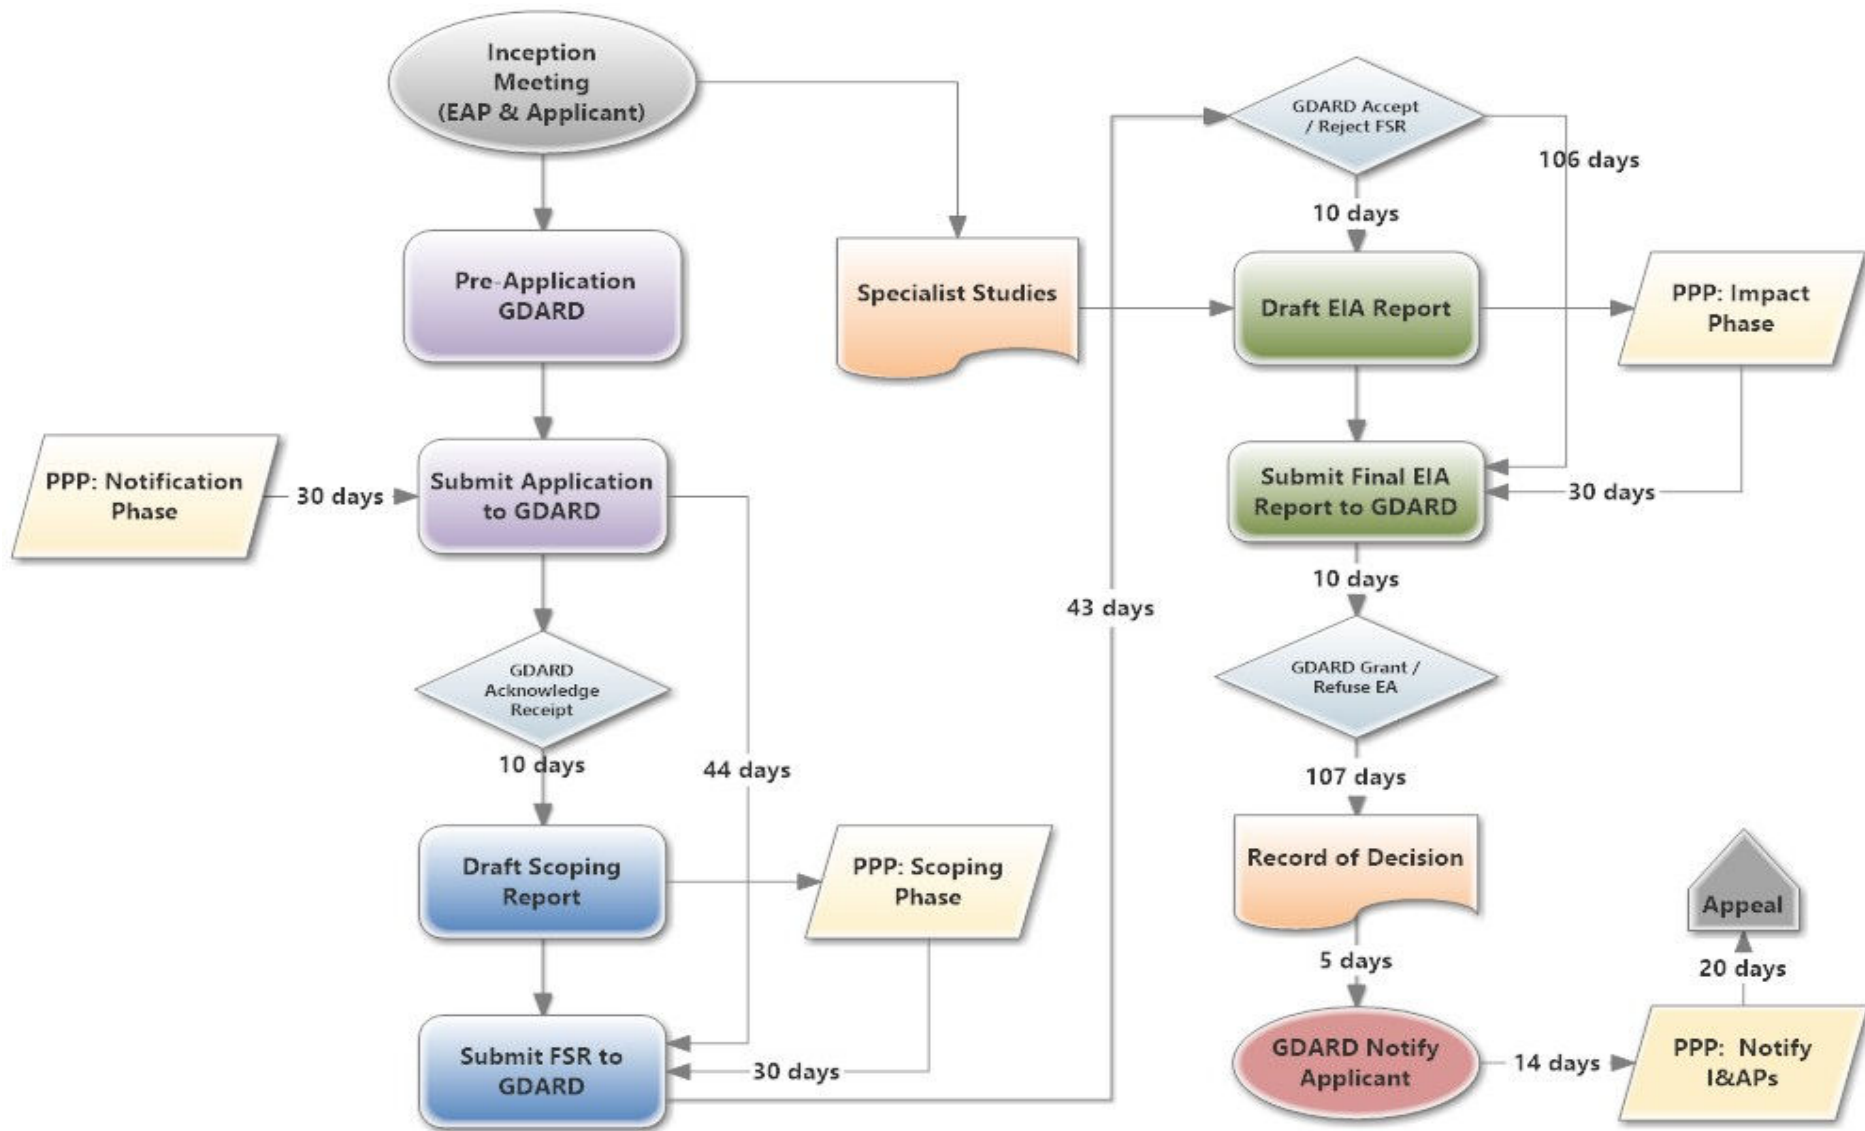 Inception
Meeting
(EAP & Applicant)
Pre-Application
GDARD
PPP: Notification
Phase
30 days
Submit Application
to GDARD
GDARD
Acknowledge
Receipt
10 days
44 days
Draft Scoping
Report
PPP: Scoping
Phase
Submit FSR to
GDARD
30 days
43 days
Specialist Studies
GDARD Accept
/ Reject FSR
106 days
10 days
Draft EIA Report
PPP: Impact
Phase
Submit Final EIA
Report to GDARD
30 days
10 days
GDARD Grant /
Refuse EA
107 days
Record of Decision
5 days
GDARD Notify
Applicant
14 days
PPP: Notify
I&APs
20 days
Appeal